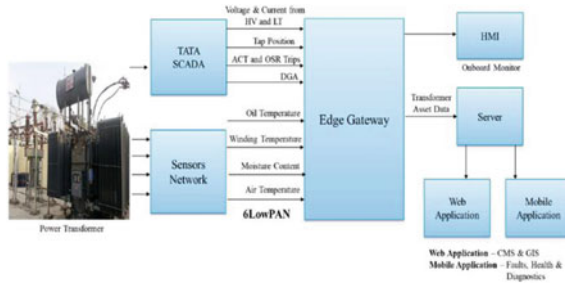 Voltage & Current from
HV and LT
TATA
SCADA
Tap Position
ACT and OSR Trips
DGA
HMI
Onboard Monitor
Edge Gateway
Transformer
Asset Data
Server
Oil Temperature
Winding Temperature
Sensors
Network
Moisture Content
Air Temperature
6LowPAN
Power Transformer
Web
Application
Mobile
Application
Web Application – CMS & GIS
Mobile Application – Faults, Health &
Diagnostics